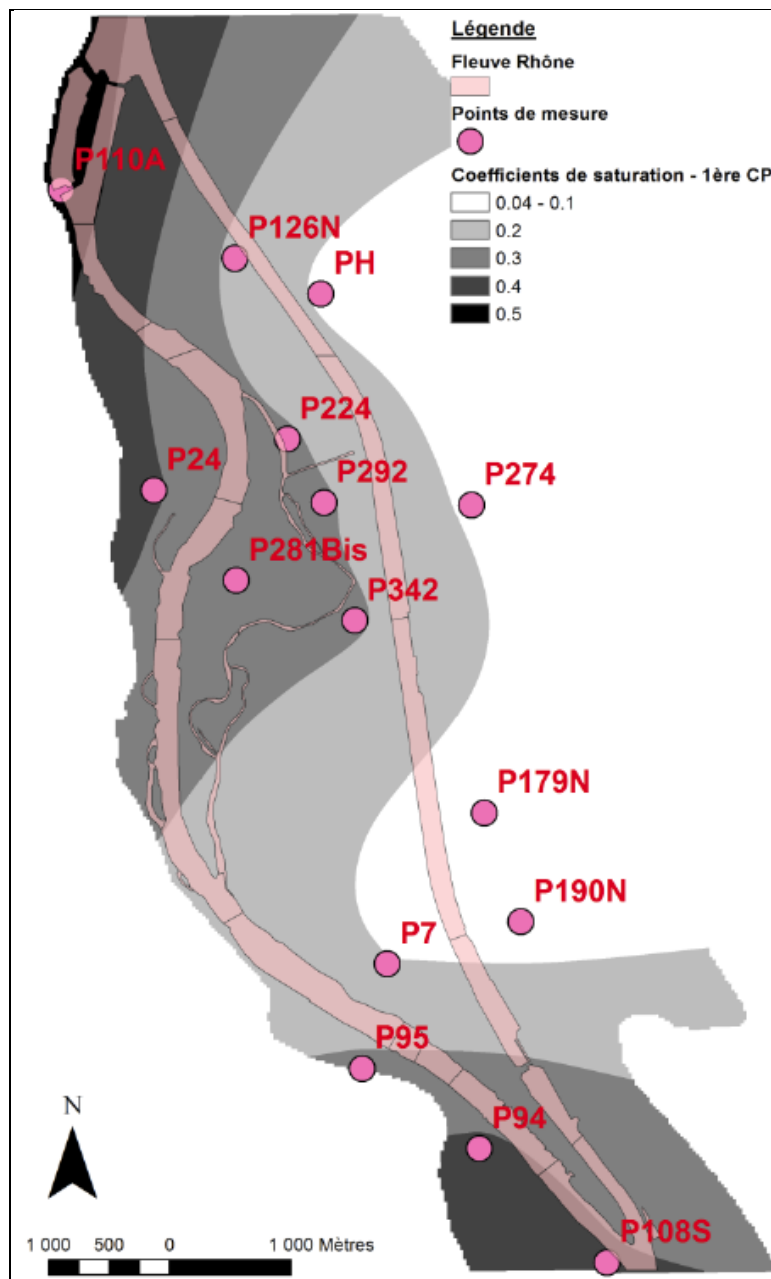 Légende
Fleuve Rhône
Points de mesure
Coefficients de saturation - 1ère CP
0.04 - 0.1
0.2
0.3
0.4
0.5
P110A
P126N
PH
P224
P24
P292
P274
P281Bis
P342
P179N
P190N
P7
P95
P94
P108S
N
1 000 500 0 1 000 Mètres